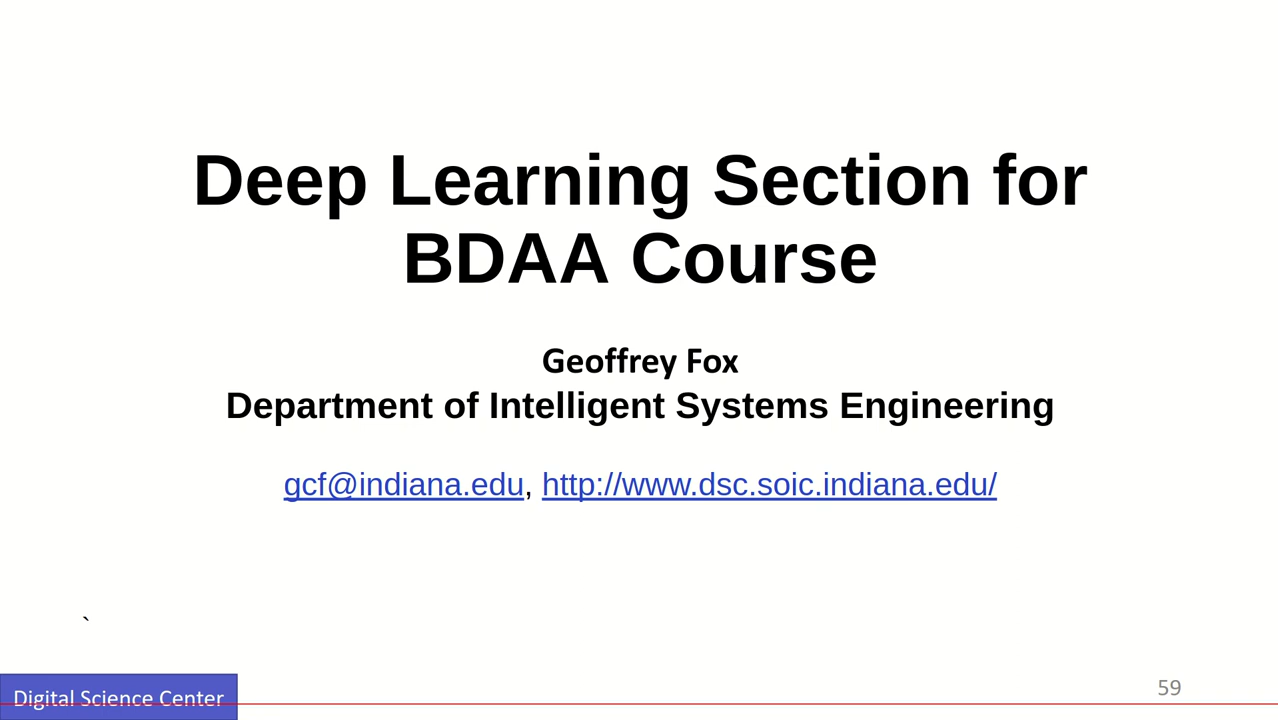 Deep Learning Section for
BDAA Course
Geoffrey Fox
Department of Intelligent Systems Engineering
gcf@indiana.edu, http://www.dsc.soic.indiana.edu/
`
Digital Science Center
59